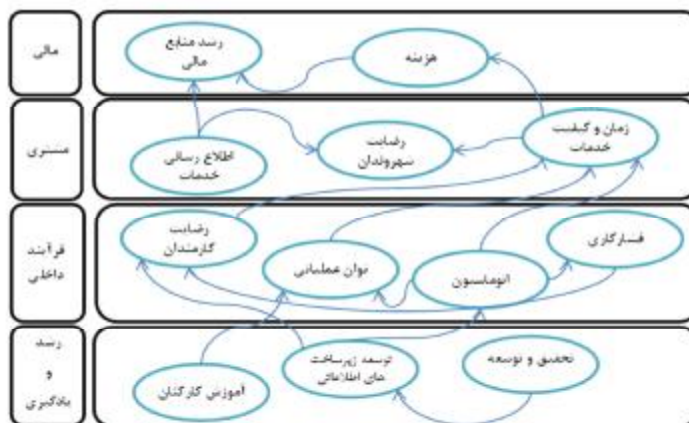 مالی
رشد منابع
مالی
هزینه
مشتری
اطلاع رسانی
خدمات
رضایت
شهروندان
زمان و کیفیت
خدمات
فرآیند
داخلی
رضایت
کارمندان
توان عملیاتی
اتوماسیون
فشارکاری
رشد
و
یادگیری
آموزش کارکنان
توسعه زیرساخت
های اطلاعاتی
تحقیق و توسعه